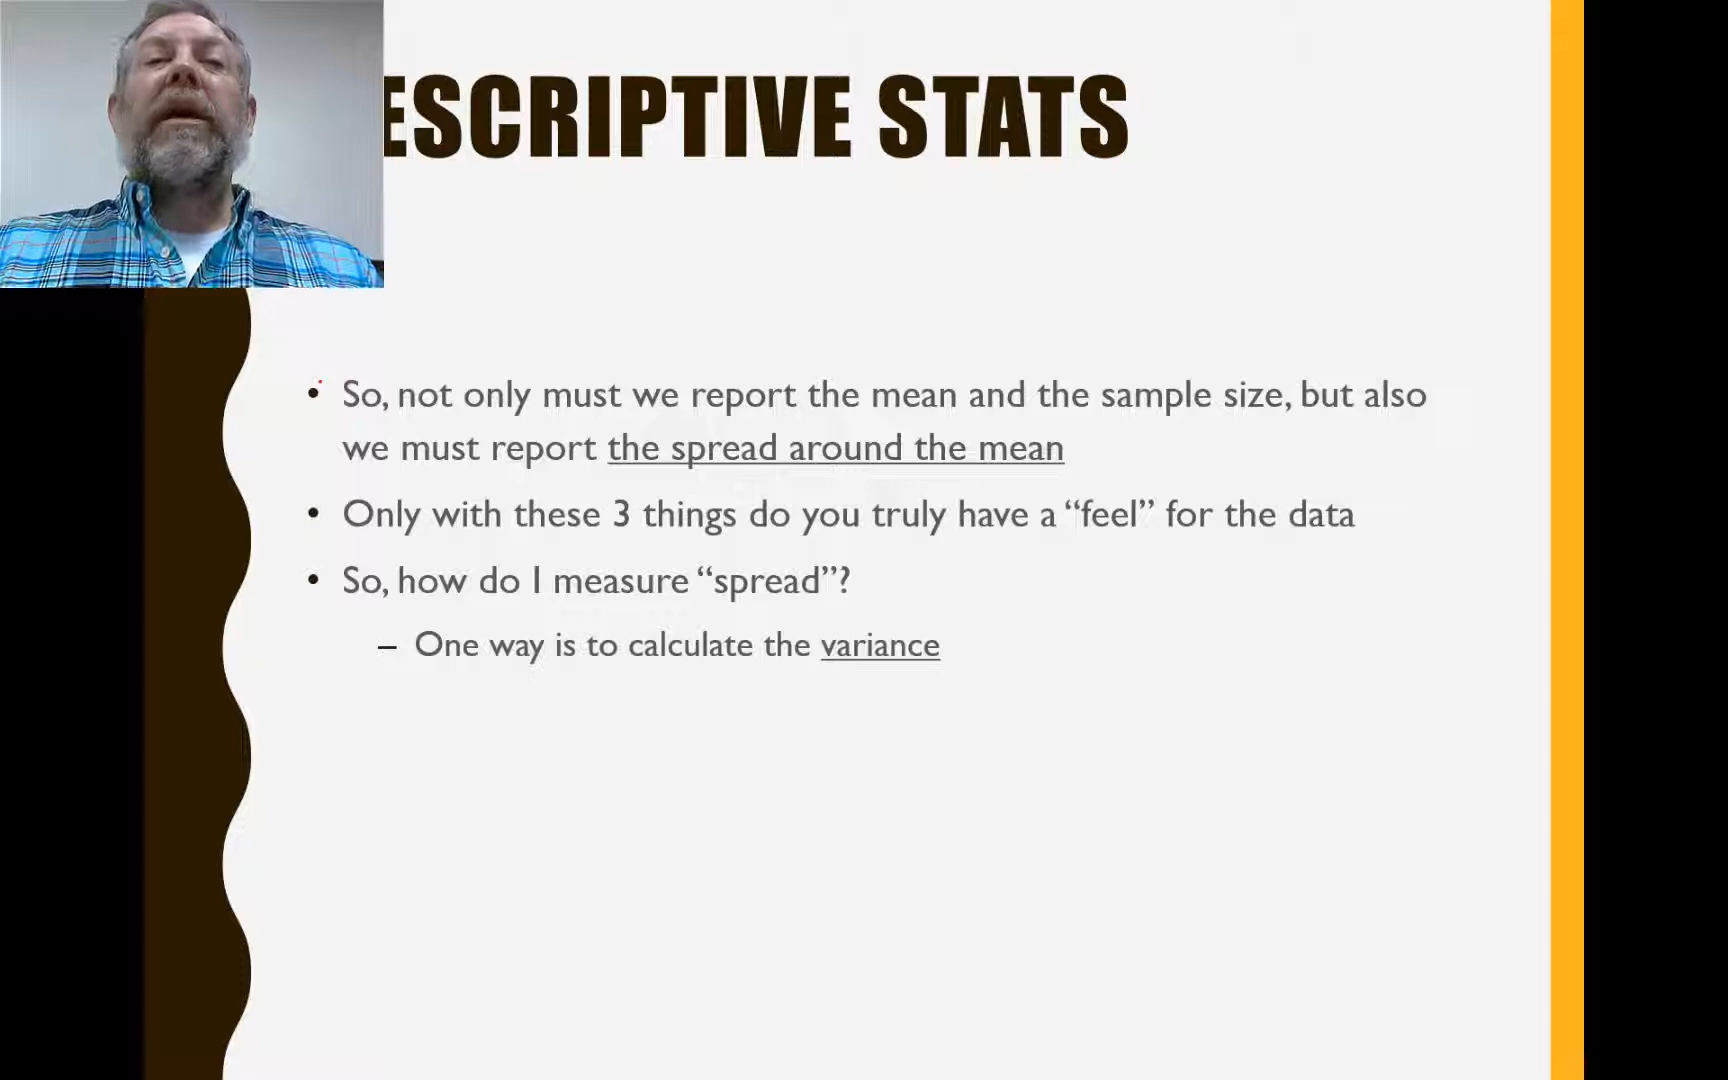 ESCRIPTIVE STATS
• So, not only must we report the mean and the sample size, but also
we must report the spread around the mean
• Only with these 3 things do you truly have a “feel” for the data
• So, how do I measure “spread”?
– One way is to calculate the variance